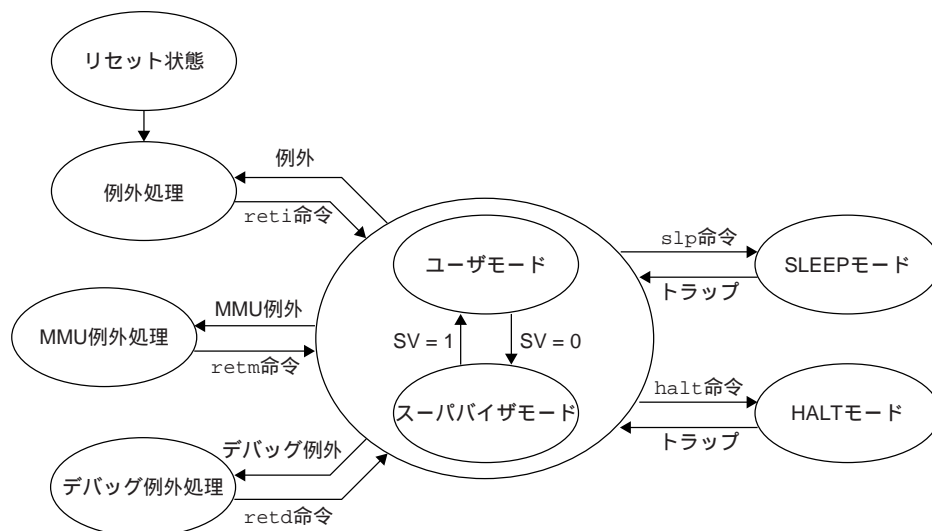 リセット状態
例外
例外処理
reti命令
ユーザモード
slp命令
SLEEPモード
トラップ
MMU例外
MMU例外処理
retm命令
SV = 1
SV = 0
スーパバイザモード
halt命令
HALTモード
トラップ
デバッグ例外
デバッグ例外処理
retd命令